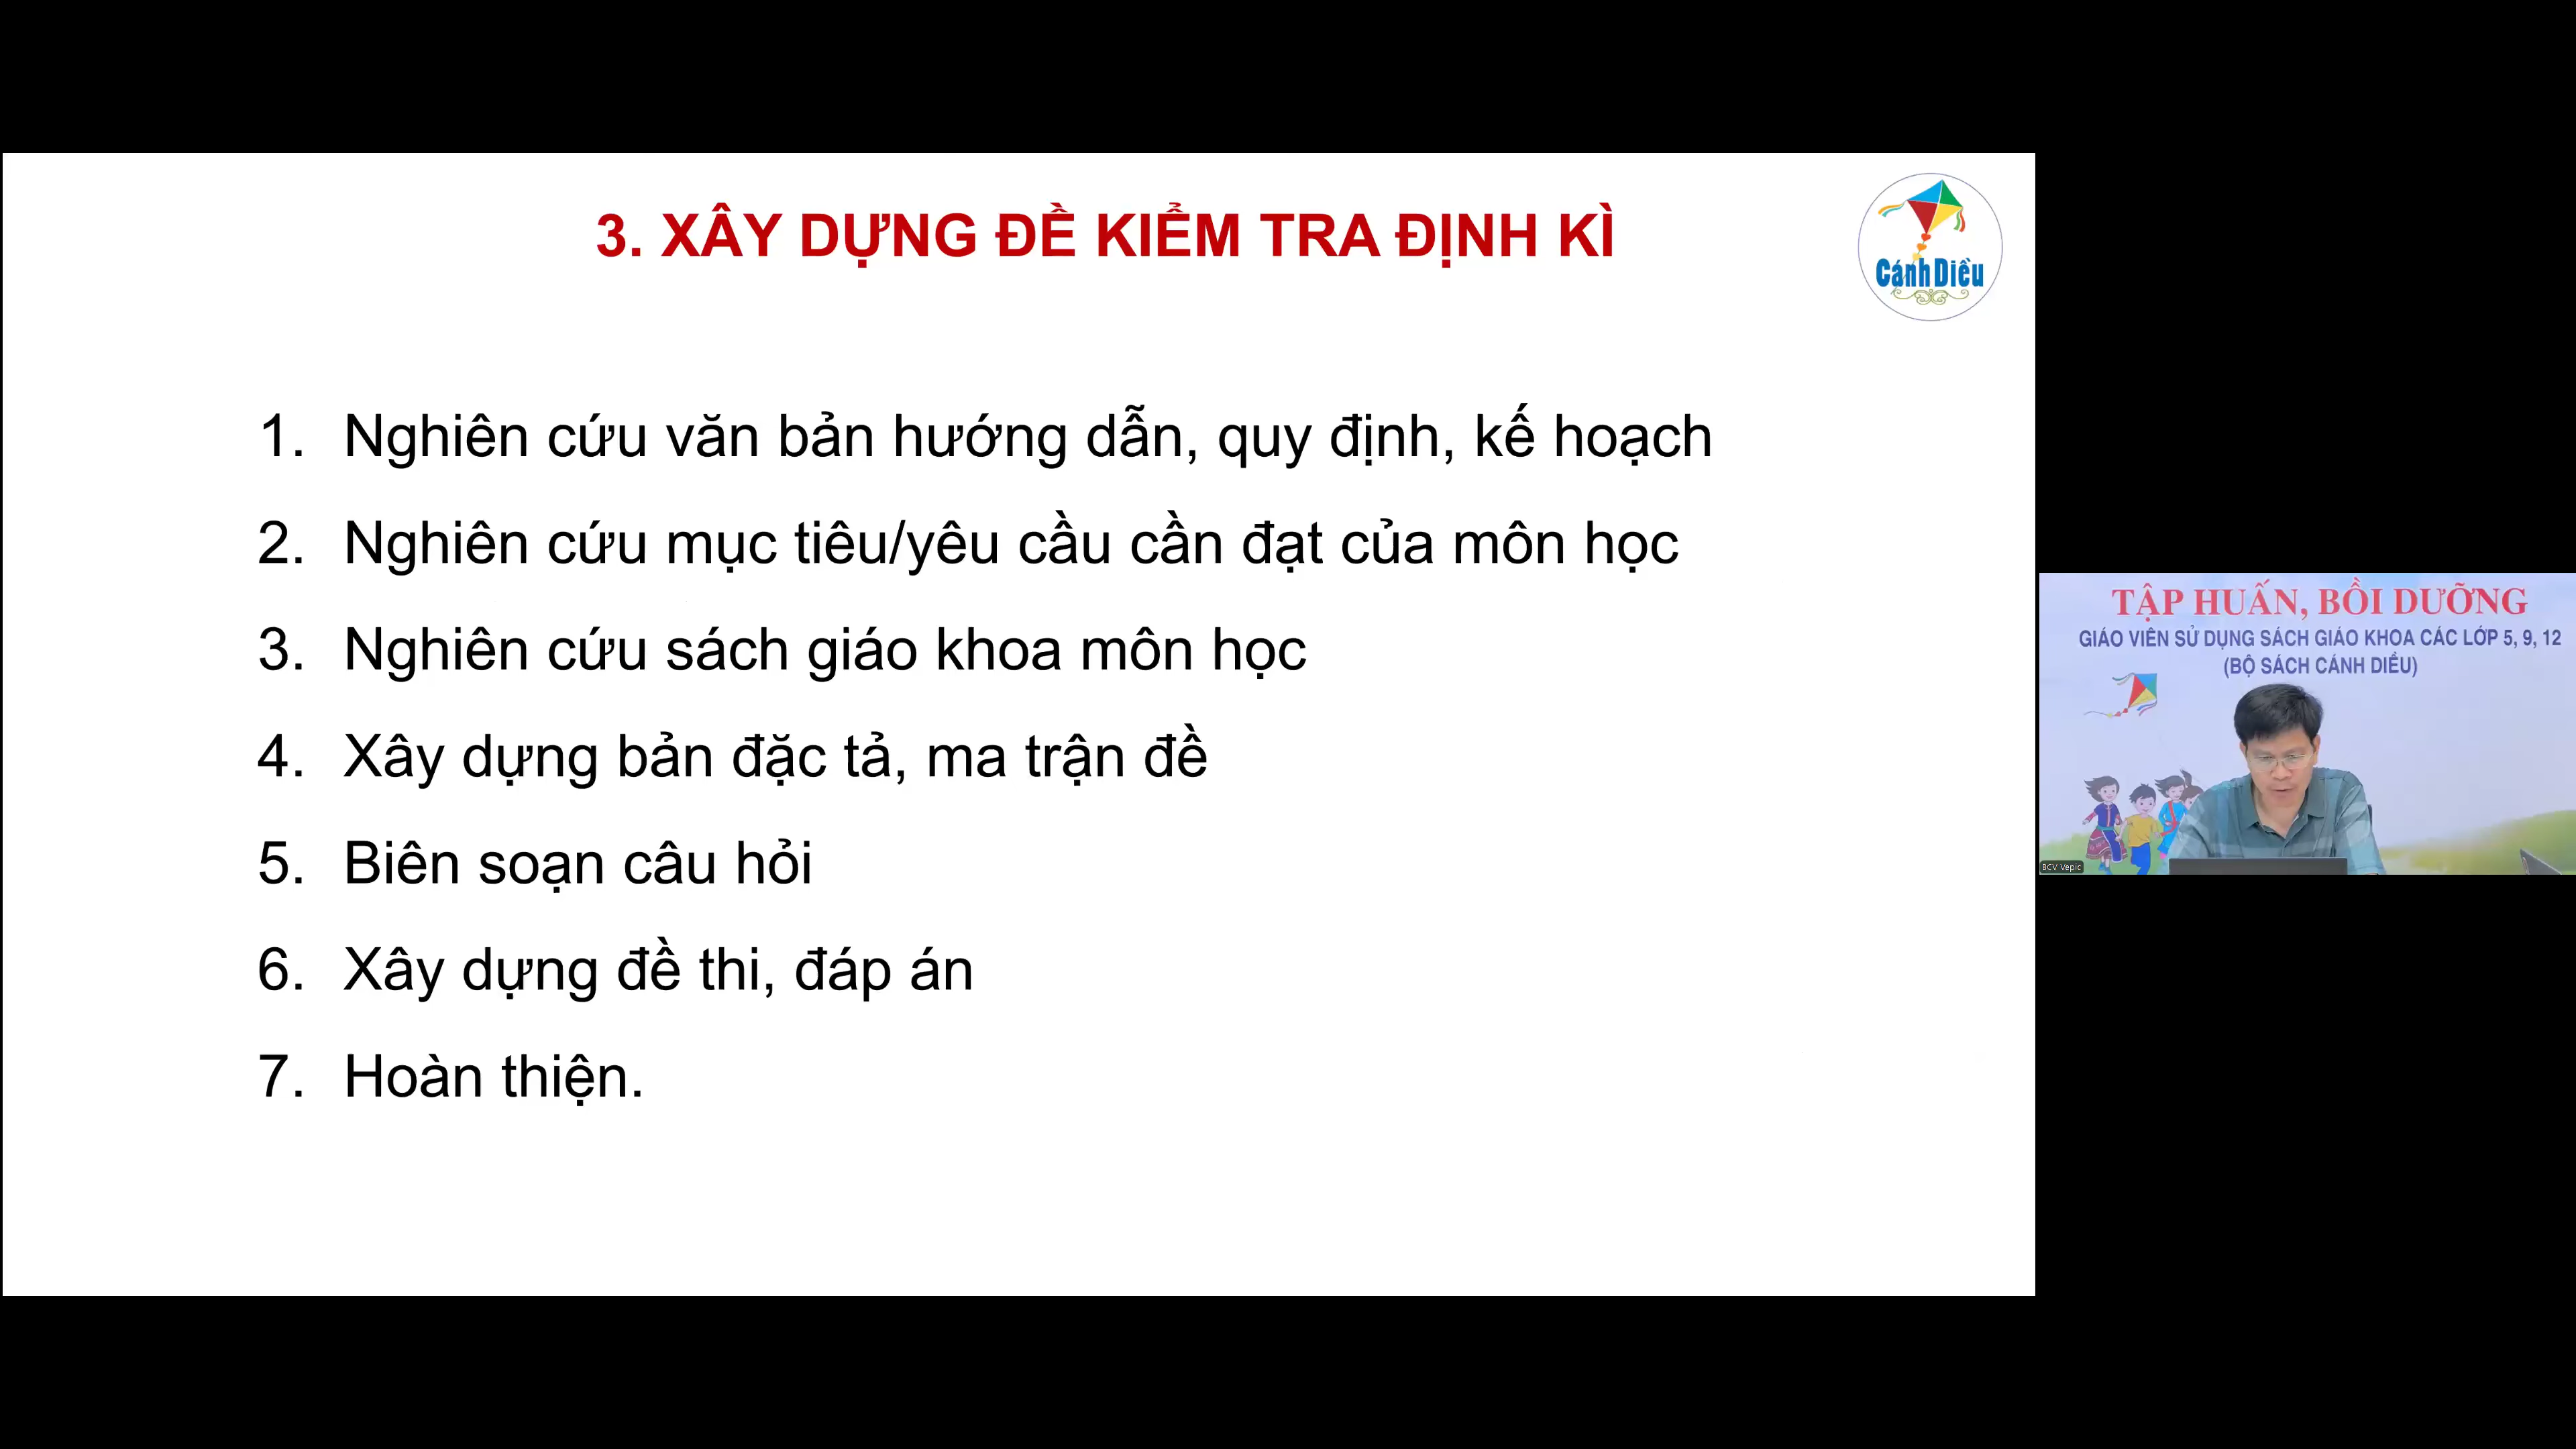 3. XÂY DỰNG ĐỀ KIỂM TRA ĐỊNH KÌ
Cánh Diều
1. Nghiên cứu văn bản hướng dẫn, quy định, kế hoạch
2. Nghiên cứu mục tiêu/yêu cầu cần đạt của môn học
3. Nghiên cứu sách giáo khoa môn học
4. Xây dựng bản đặc tả, ma trận đề
5. Biên soạn câu hỏi
6. Xây dựng đề thi, đáp án
7. Hoàn thiện.
TẬP HUẤN, BỒI DƯỠNG
GIÁO VIÊN SỬ DỤNG SÁCH GIÁO KHOA CÁC LỚP 5, 9, 12
(BỘ SÁCH CÁNH DIỀU)
BCV Vepic